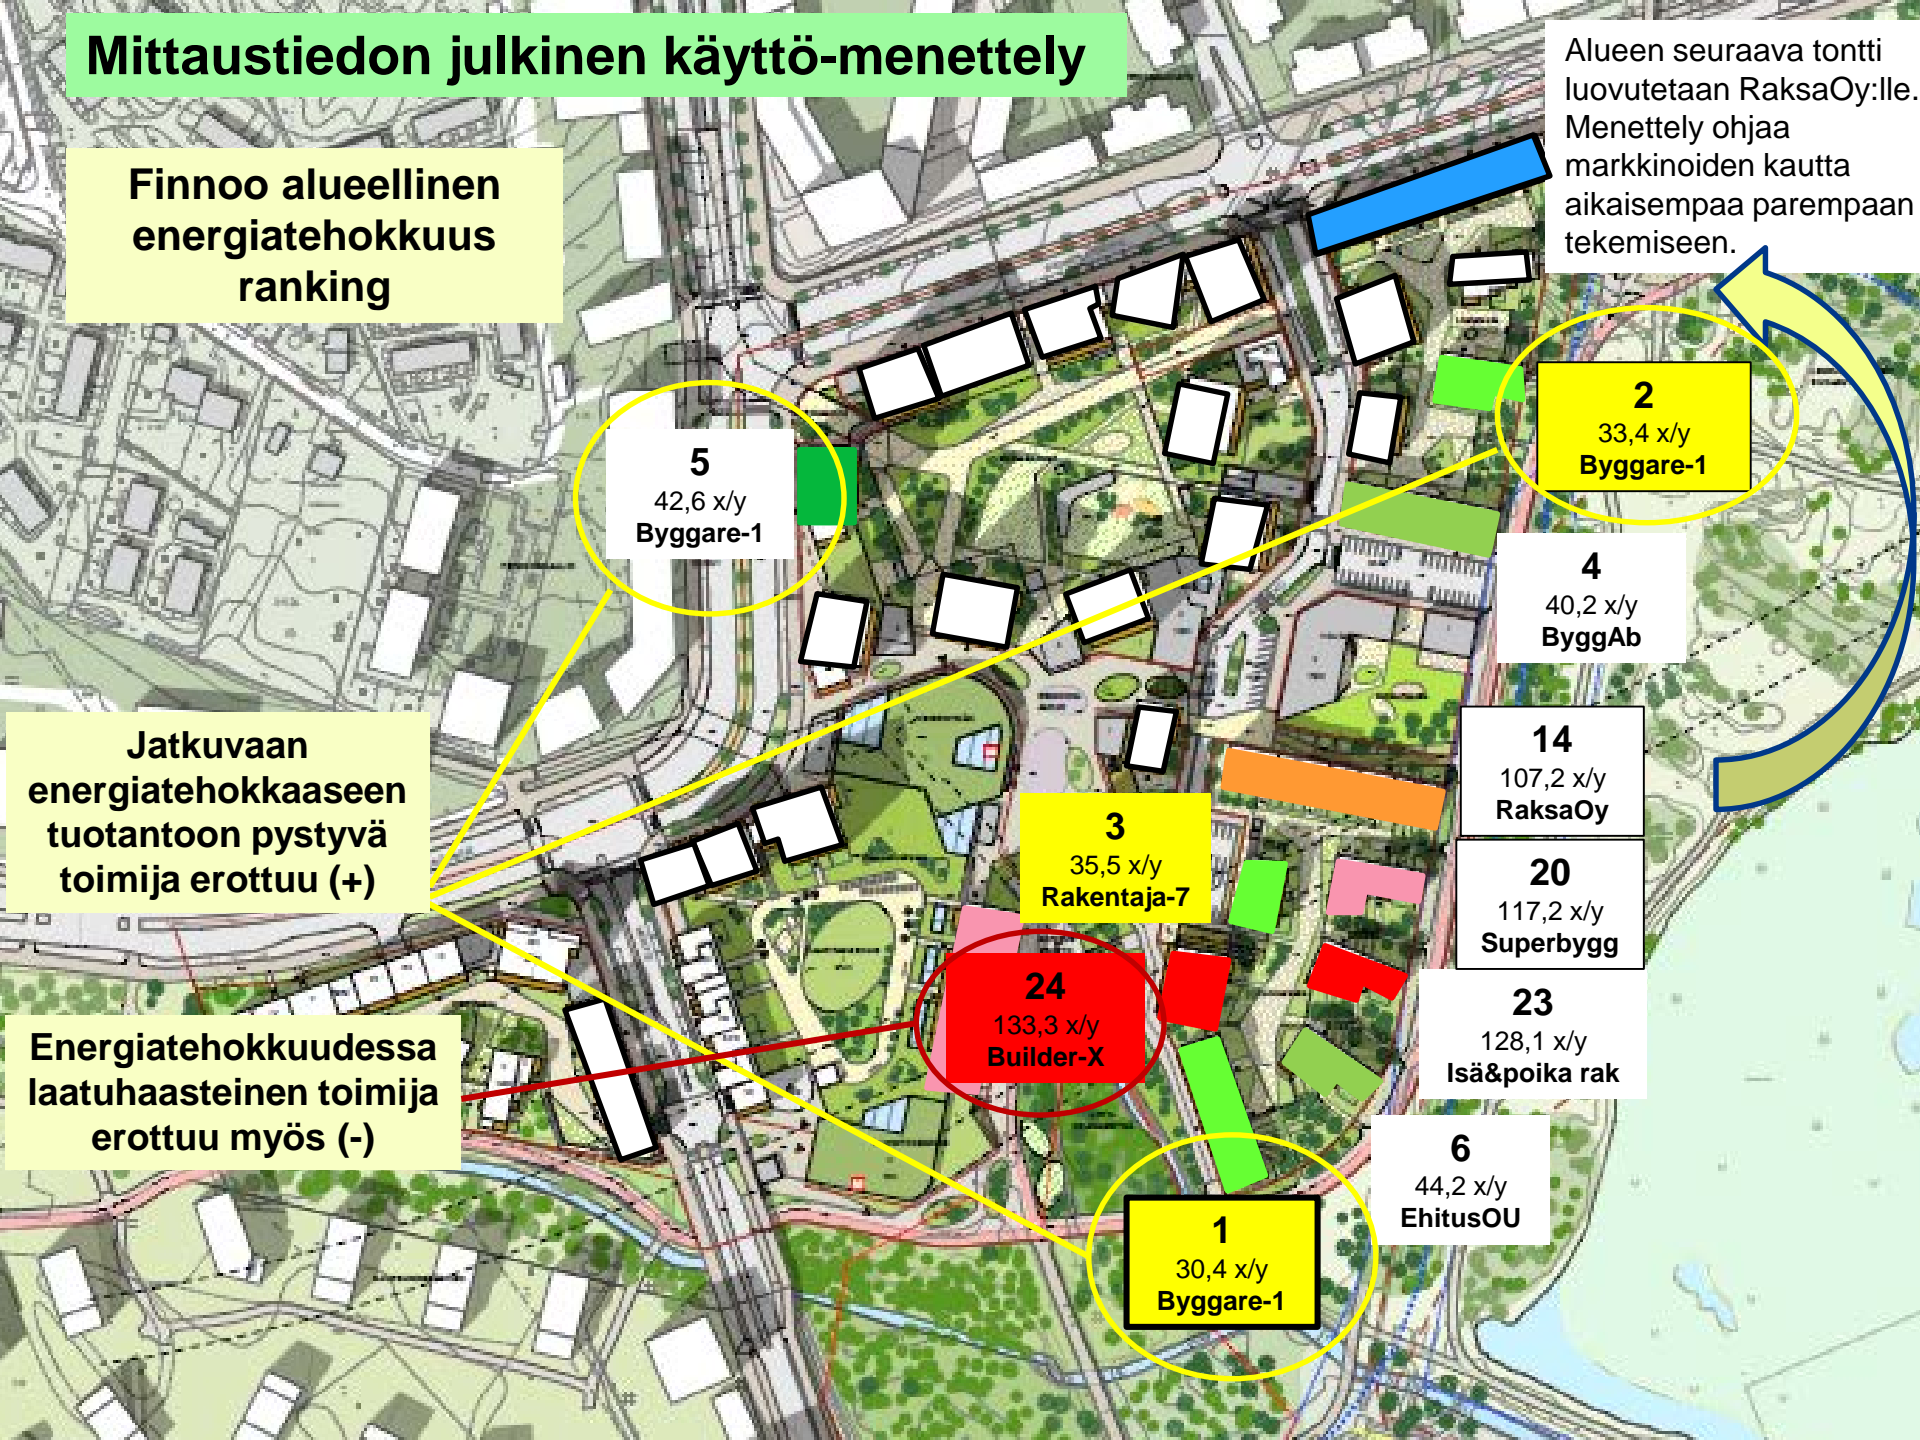 Mittaustiedon julkinen käyttö-menettely
Alueen seuraava tontti
luovutetaan RaksaOy:lle.
Menettely ohjaa
markkinoiden kautta
aikaisempaa parempaan
tekemiseen.
Finnoo alueellinen
energiatehokkuus
ranking
2
33,4 x/y
Byggare-1
5
42,6 x/y
Byggare-1
4
40,2 x/y
ByggAb
Jatkuvaan
energiatehokkaaseen
tuotantoon pystyvä
toimija erottuu (+)
14
107,2 x/y
RaksaOy
3
35,5 x/y
Rakentaja-7
20
117,2 x/y
Superbygg
24
133,3 x/y
Builder-X
23
128,1 x/y
Isä&poika rak
Energiatehokkuudessa
laatuhaasteinen toimija
erottuu myös (-)
6
44,2 x/y
EhitusOU
1
30,4 x/y
Byggare-1